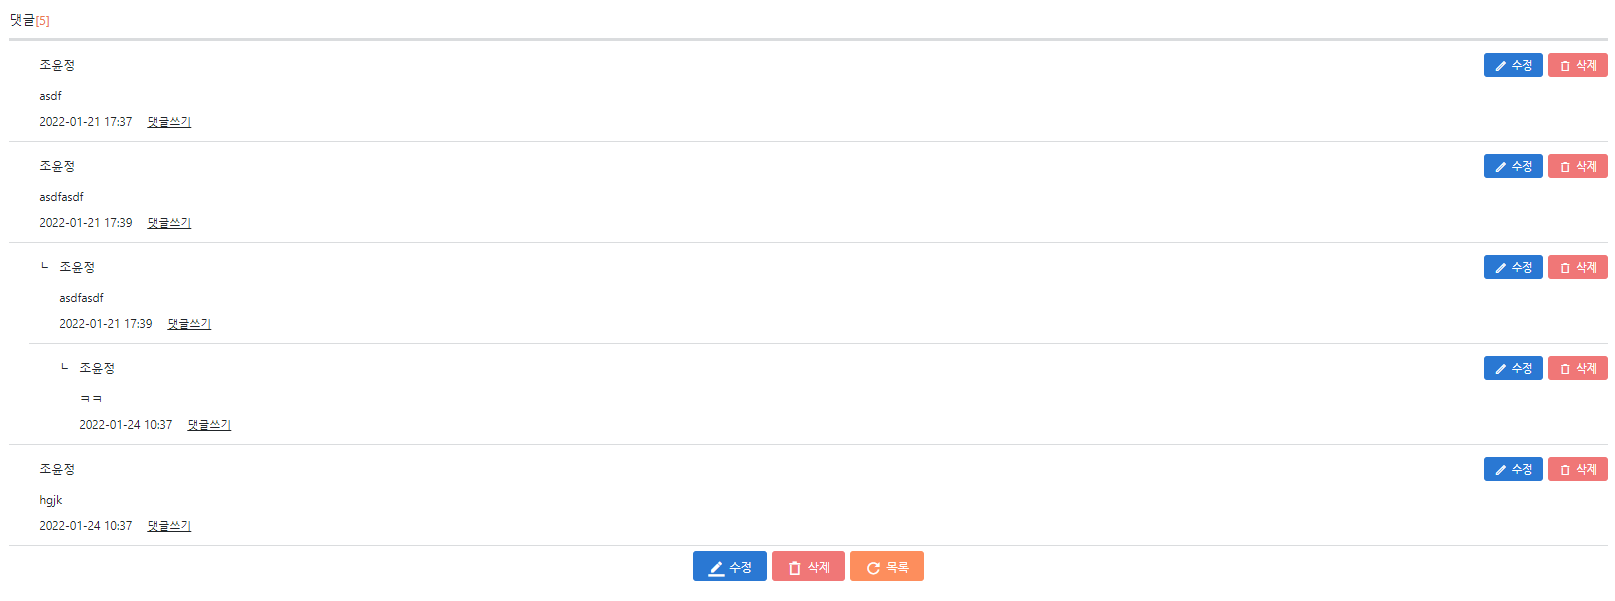 댓글[5]
조윤정 수정 삭제
asdf
2022-01-21 17:37 댓글쓰기
조윤정 수정 삭제
asdfasdf
2022-01-21 17:39 댓글쓰기
ㄴ 조윤정 수정 삭제
asdfasdf
2022-01-21 17:39 댓글쓰기
ㄴ 조윤정 수정 삭제
ㅋㅋ
2022-01-24 10:37 댓글쓰기
조윤정 수정 삭제
hgjk
2022-01-24 10:37 댓글쓰기
수정 삭제 목록